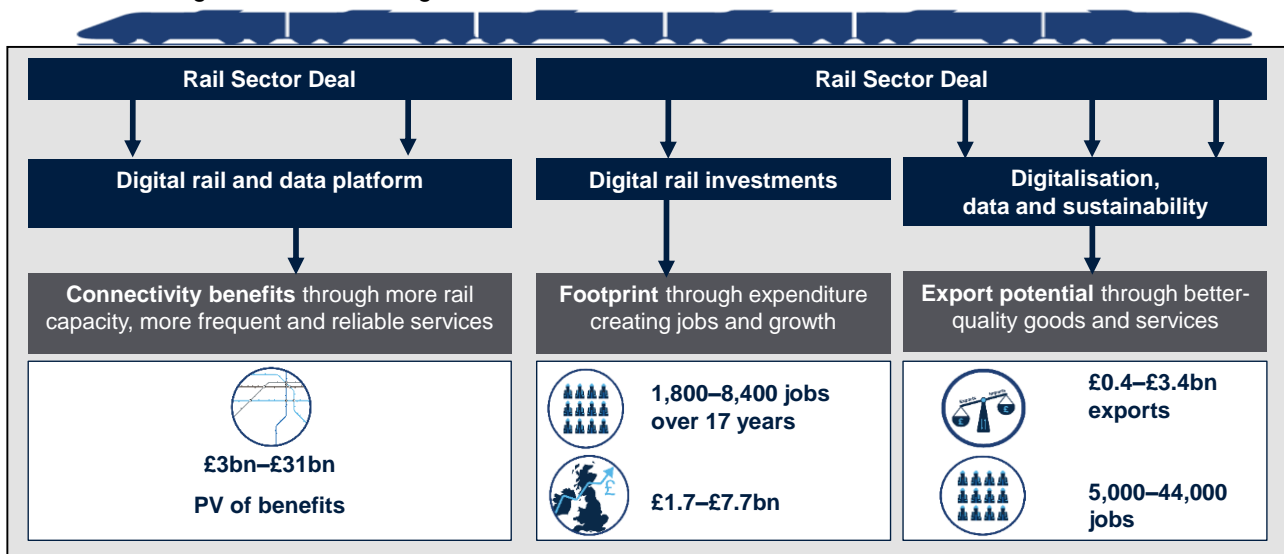 Rail Sector Deal
Digital rail and data platform
Connectivity benefits through more rail
capacity, more frequent and reliable services
£3bn–£31bn
PV of benefits
Rail Sector Deal
Digital rail investments
Footprint through expenditure
creating jobs and growth
1,800–8,400 jobs
over 17 years
£
£1.7–£7.7bn
Digitalisation,
data and sustainability
Export potential through better-
quality goods and services
Exports
Imports
£
£
£0.4–£3.4bn
exports
5,000–44,000
jobs